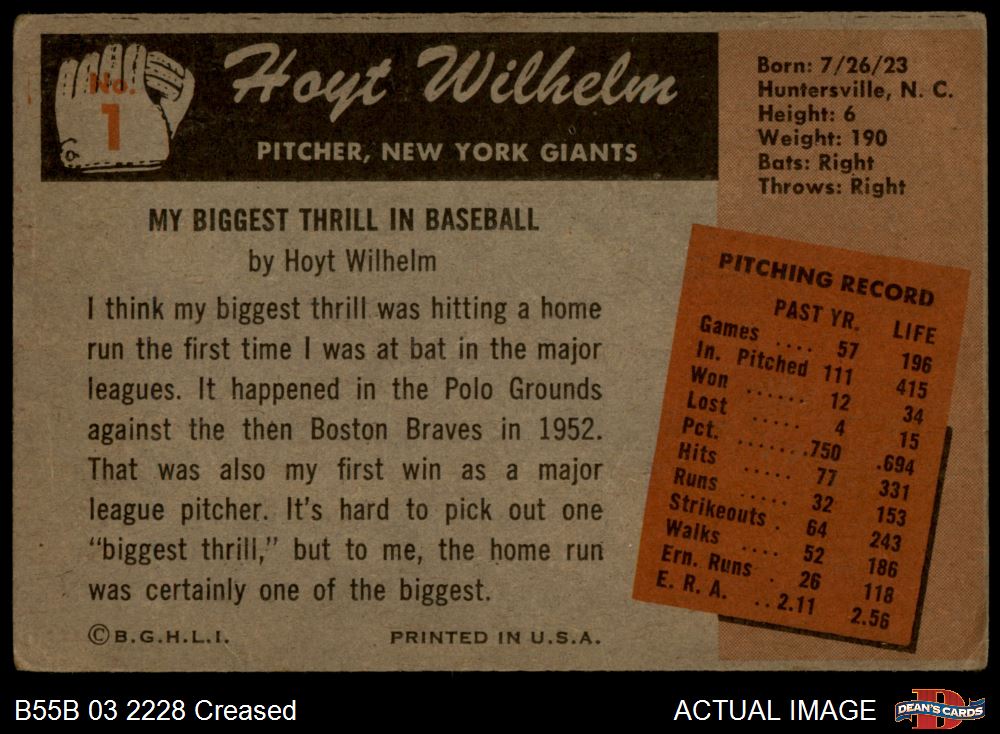 No.
1
Hoyt Wilhelm
PITCHER, NEW YORK GIANTS
Born: 7/26/23
Huntersville, N. C.
Height: 6
Weight: 190
Bats: Right
Throws: Right
MY BIGGEST THRILL IN BASEBALL
by Hoyt Wilhelm
I think my biggest thrill was hitting a home
run the first time I was at bat in the major
leagues. It happened in the Polo Grounds
against the then Boston Braves in 1952.
That was also my first win as a major
league pitcher. It's hard to pick out one
"biggest thrill," but to me, the home run
was certainly one of the biggest.
©B.G.H.L.I. PRINTED IN U.S.A.
PITCHING RECORD
PAST YR. LIFE
Games .... 57 196
In. Pitched 111 415
Won ...... 12 34
Lost ..... 4 15
Pct. .......750 .694
Hits ..... 77 331
Runs ..... 32 153
Strikeouts . 64 243
Walks .... 52 186
Ern. Runs . 26 118
E. R. A. ..2.11 2.56
B55B 03 2228 Creased
ACTUAL IMAGE
DEAN'S CARDS